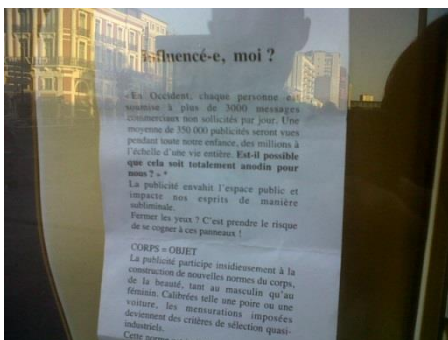 influencé-e, moi ?
« En Occident, chaque personne est
soumise à plus de 3000 messages
commerciaux non sollicités par jour. Une
moyenne de 350 000 publicités seront vues
pendant toute notre enfance, des millions à
l'échelle d'une vie entière. Est-il possible
que cela soit totalement anodin pour
nous ? » *
La publicité envahit l'espace public et
impacte nos esprits de manière
subliminale.
Fermer les yeux ? C'est prendre le risque
de se cogner à ces panneaux !
CORPS = OBJET
La publicité participe insidieusement à la
construction de nouvelles normes du corps,
de la beauté, tant au masculin qu'au
féminin. Calibrées telle une poire ou une
voiture, les mensurations imposées
deviennent des critères de sélection quasi-
industriels.
Cette norme